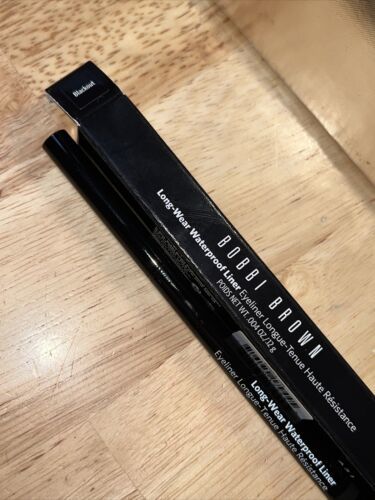 Blackout
BOBBI BROWN
Long-Wear Waterproof Liner Eyeliner Longue-Tenue Haute Résistance
POIDS NET WT. .004 OZ./.12 g
Long-Wear Waterproof Liner
Eyeliner Longue-Tenue Haute Résistance